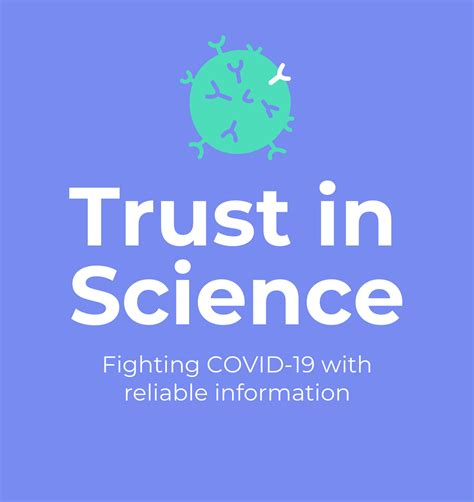 Trust in
Science
Fighting COVID-19 with
reliable information